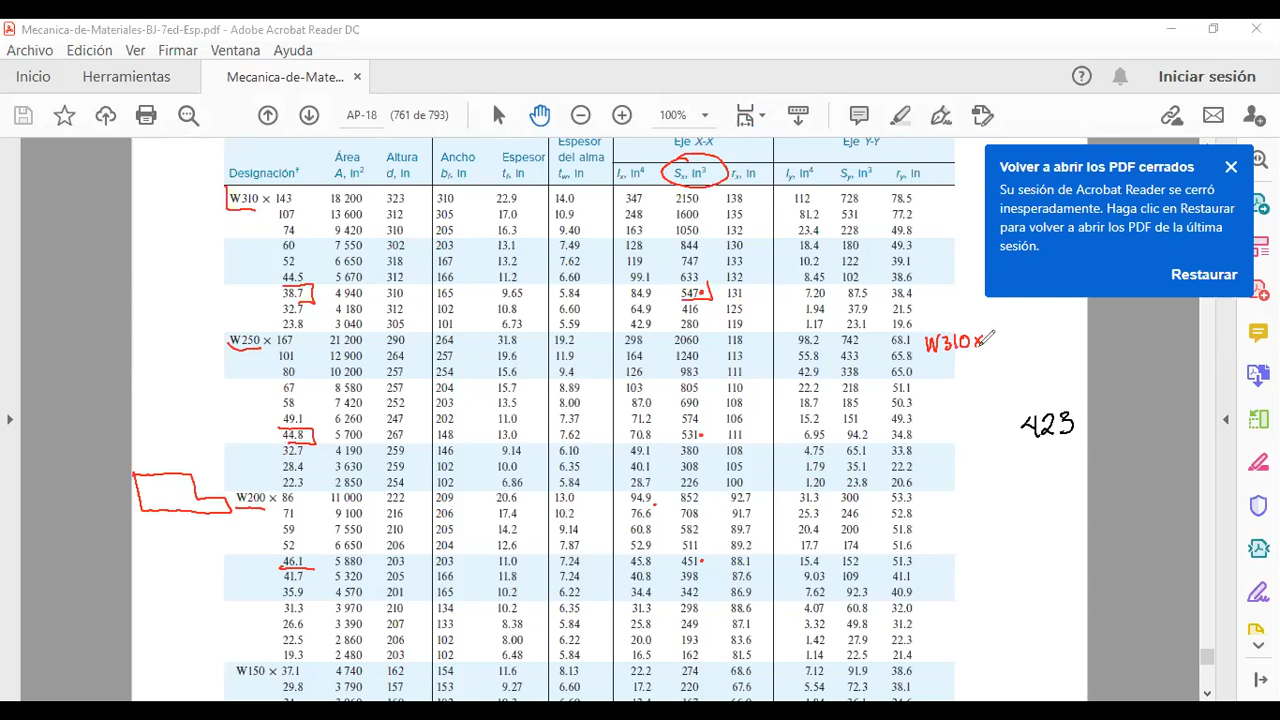 Mecanica-de-Materiales-BJ-7ed-Esp.pdf - Adobe Acrobat Reader DC
Archivo Edición Ver Firmar Ventana Ayuda
Inicio Herramientas Mecanica-de-Mate... × Iniciar sesión
AP-18 (761 de 793) 100%
Volver a abrir los PDF cerrados
Su sesión de Acrobat Reader se cerró
inesperadamente. Haga clic en Restaurar
para volver a abrir los PDF de la última
sesión.
Restaurar
Espesor Eje X-X Eje Y-Y
Área Altura Ancho Espesor del alma
Designación† A, In² d, In bf, In tf, In tw, In Ix, In⁴ Sx, In³ rx, In Iy, In⁴ Sy, In³ ry, In
W310 × 143 18 200 323 310 22.9 14.0 347 2150 138 112 728 78.5
107 13 600 312 305 17.0 10.9 248 1600 135 81.2 531 77.2
74 9 420 310 205 16.3 9.40 163 1050 132 23.4 228 49.8
60 7 550 302 203 13.1 7.49 128 844 130 18.4 180 49.3
52 6 650 318 167 13.2 7.62 119 747 133 10.2 122 39.1
44.5 5 670 312 166 11.2 6.60 99.1 633 132 8.45 102 38.6
38.7 4 940 310 165 9.65 5.84 84.9 547 131 7.20 87.5 38.4
32.7 4 180 312 102 10.8 6.60 64.9 416 125 1.94 37.9 21.5
23.8 3 040 305 101 6.73 5.59 42.9 280 119 1.17 23.1 19.6
W250 × 167 21 200 290 264 31.8 19.2 298 2060 118 98.2 742 68.1
W310×
101 12 900 264 257 19.6 11.9 164 1240 113 55.8 433 65.8
80 10 200 257 254 15.6 9.4 126 983 111 42.9 338 65.0
67 8 580 257 204 15.7 8.89 103 805 110 22.2 218 51.1
58 7 420 252 203 13.5 8.00 87.0 690 108 18.7 185 50.3
49.1 6 260 247 202 11.0 7.37 71.2 574 106 15.2 151 49.3
423
44.8 5 700 267 148 13.0 7.62 70.8 531 111 6.95 94.2 34.8
32.7 4 190 259 146 9.14 6.10 49.1 380 108 4.75 65.1 33.8
28.4 3 630 259 102 10.0 6.35 40.1 308 105 1.79 35.1 22.2
22.3 2 850 254 102 6.86 5.84 28.7 226 100 1.20 23.8 20.6
W200 × 86 11 000 222 209 20.6 13.0 94.9 852 92.7 31.3 300 53.3
71 9 100 216 206 17.4 10.2 76.6 708 91.7 25.3 246 52.8
59 7 550 210 205 14.2 9.14 60.8 582 89.7 20.4 200 51.8
52 6 650 206 204 12.6 7.87 52.9 511 89.2 17.7 174 51.6
46.1 5 880 203 203 11.0 7.24 45.8 451 88.1 15.4 152 51.3
41.7 5 320 205 166 11.8 7.24 40.8 398 87.6 9.03 109 41.1
35.9 4 570 201 165 10.2 6.22 34.4 342 86.9 7.62 92.3 40.9
31.3 3 970 210 134 10.2 6.35 31.3 298 88.6 4.07 60.8 32.0
26.6 3 390 207 133 8.38 5.84 25.8 249 87.1 3.32 49.8 31.2
22.5 2 860 206 102 8.00 6.22 20.0 193 83.6 1.42 27.9 22.3
19.3 2 480 203 102 6.48 5.84 16.5 162 81.5 1.14 22.5 21.4
W150 × 37.1 4 740 162 154 11.6 8.13 22.2 274 68.6 7.12 91.9 38.6
29.8 3 790 157 153 9.27 6.60 17.2 220 67.6 5.54 72.3 38.1